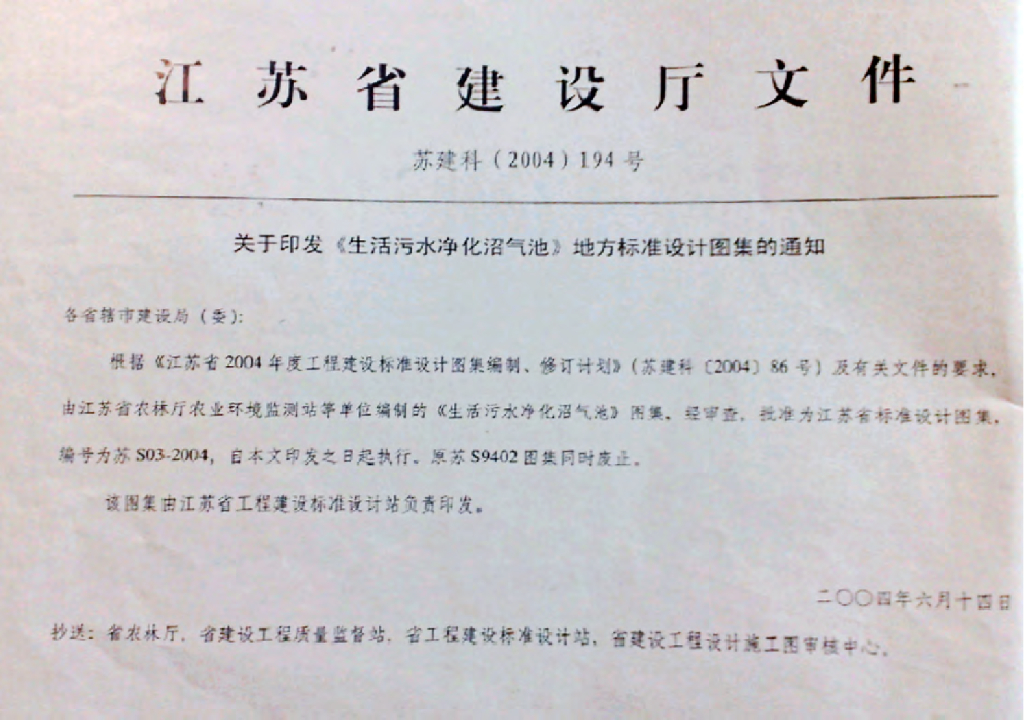 江苏省建设厅文件
苏建科（2004）194号
关于印发《生活污水净化沼气池》地方标准设计图集的通知
各省辖市建设局（委）：
根据《江苏省2004年度工程建设标准设计图集编制、修订计划》（苏建科〔2004〕86号）及有关文件的要求，
由江苏省农林厅农业环境监测站等单位编制的《生活污水净化沼气池》图集，经审查，批准为江苏省标准设计图集，
编号为苏S03-2004，自本文印发之日起执行。原苏S9402图集同时废止。
该图集由江苏省工程建设标准设计站负责印发。
二〇〇四年六月十四日
抄送：省农林厅，省建设工程质量监督站，省工程建设标准设计站，省建设工程设计施工图审核中心。